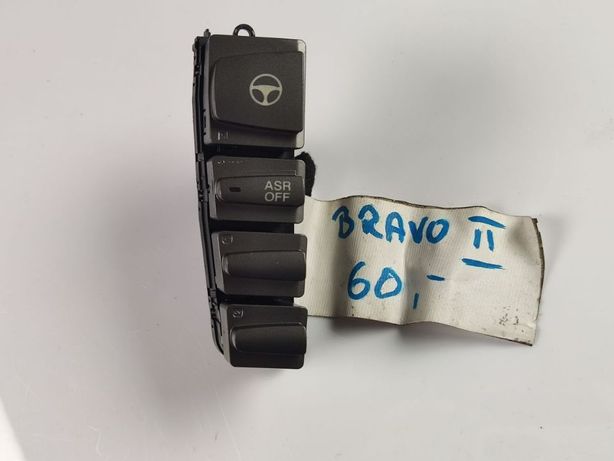 ASR
OFF
BRAVO II
60,-